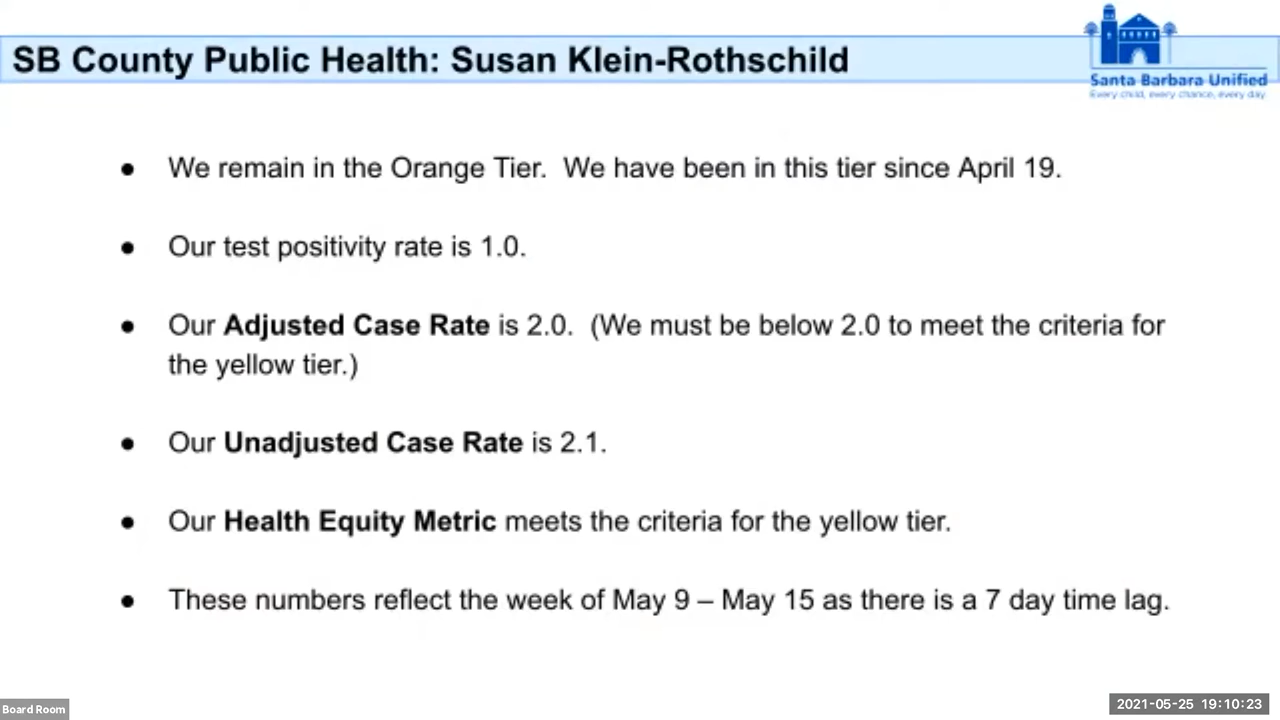 SB County Public Health: Susan Klein-Rothschild
Santa Barbara Unified
Every child, every chance, every day.
● We remain in the Orange Tier.  We have been in this tier since April 19.
● Our test positivity rate is 1.0.
● Our Adjusted Case Rate is 2.0.  (We must be below 2.0 to meet the criteria for
the yellow tier.)
● Our Unadjusted Case Rate is 2.1.
● Our Health Equity Metric meets the criteria for the yellow tier.
● These numbers reflect the week of May 9 – May 15 as there is a 7 day time lag.
Board Room
2021-05-25 19:10:23